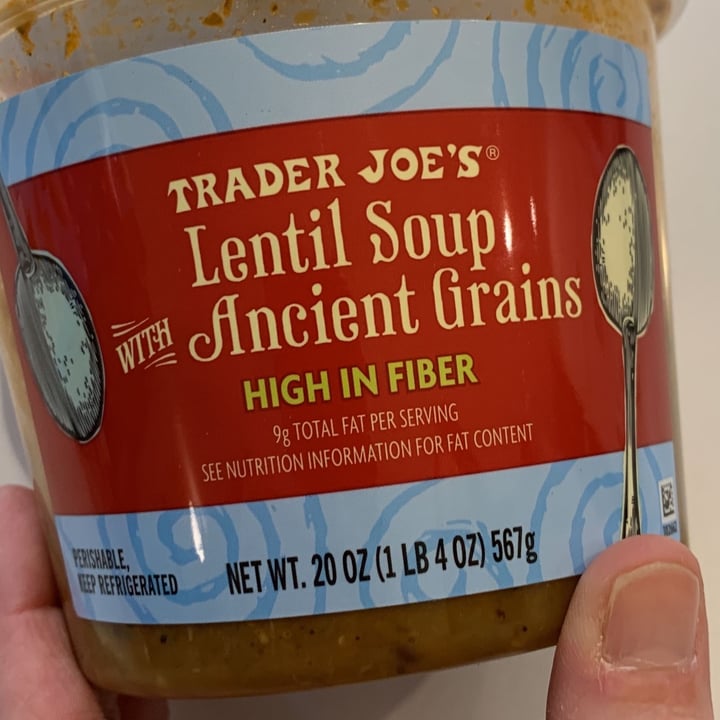 TRADER JOE'S®
Lentil Soup
WITH Ancient Grains
HIGH IN FIBER
9g TOTAL FAT PER SERVING
SEE NUTRITION INFORMATION FOR FAT CONTENT
PERISHABLE,
KEEP REFRIGERATED
NET WT. 20 OZ (1 LB 4 OZ) 567g